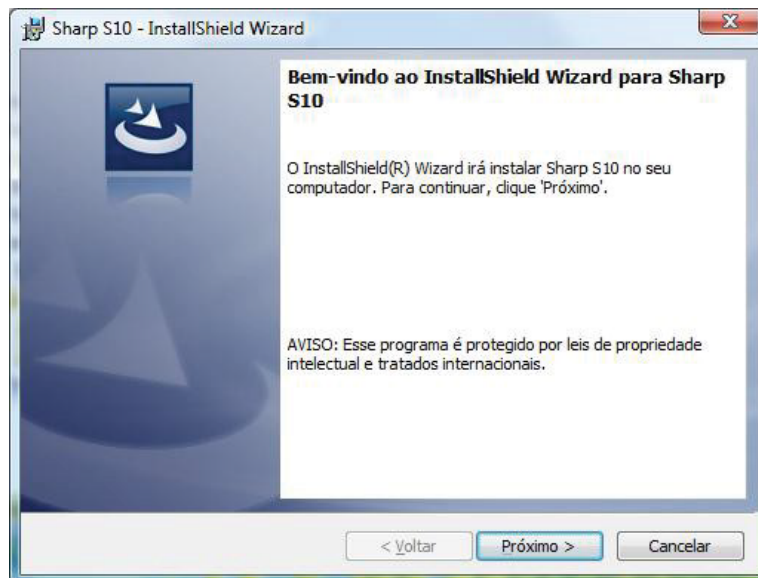 Sharp S10 - InstallShield Wizard
Bem-vindo ao InstallShield Wizard para Sharp
S10
O InstallShield(R) Wizard irá instalar Sharp S10 no seu
computador. Para continuar, clique 'Próximo'.
AVISO: Esse programa é protegido por leis de propriedade
intelectual e tratados internacionais.
< Voltar
Próximo >
Cancelar